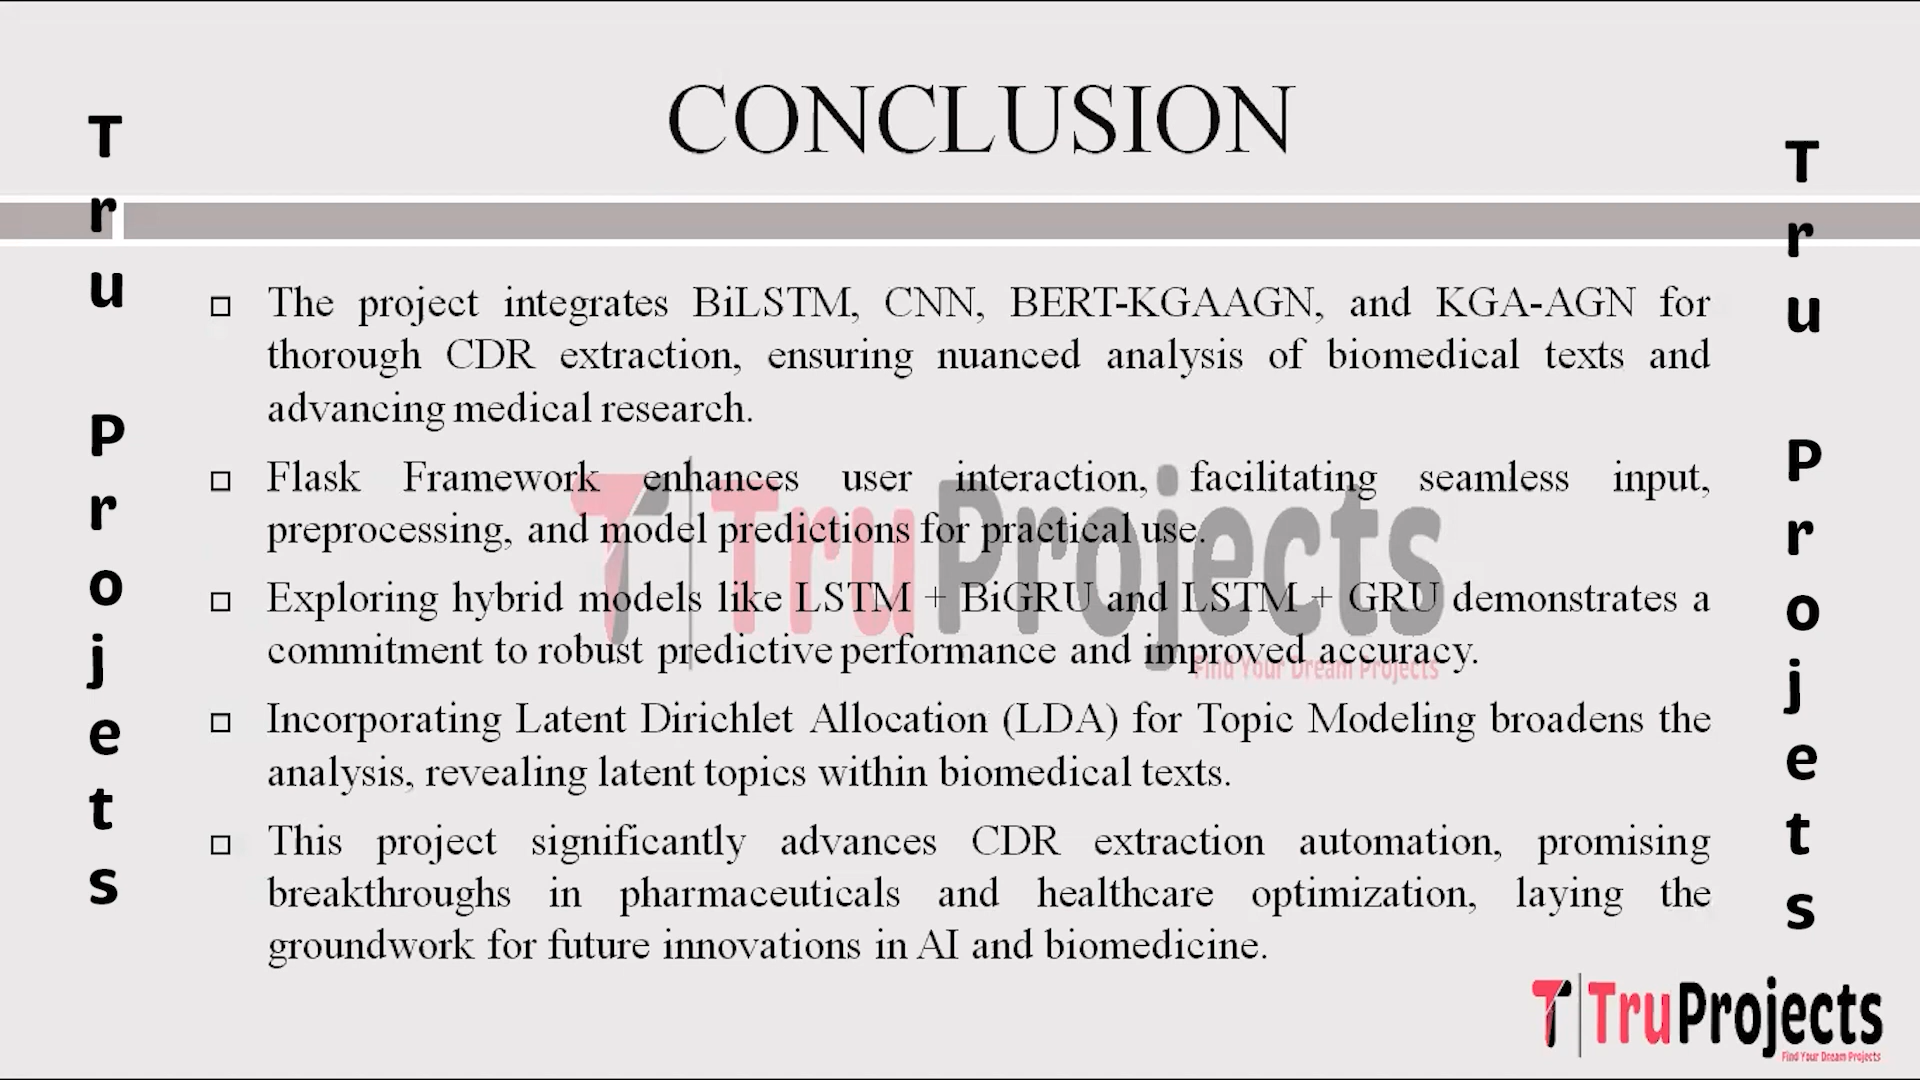 CONCLUSION
Tru Projets
Tru Projets
□ The project integrates BiLSTM, CNN, BERT-KGAAGN, and KGA-AGN for
thorough CDR extraction, ensuring nuanced analysis of biomedical texts and
advancing medical research.
□ Flask Framework enhances user interaction, facilitating seamless input,
preprocessing, and model predictions for practical use.
□ Exploring hybrid models like LSTM + BiGRU and LSTM + GRU demonstrates a
commitment to robust predictive performance and improved accuracy.
□ Incorporating Latent Dirichlet Allocation (LDA) for Topic Modeling broadens the
analysis, revealing latent topics within biomedical texts.
□ This project significantly advances CDR extraction automation, promising
breakthroughs in pharmaceuticals and healthcare optimization, laying the
groundwork for future innovations in AI and biomedicine.
TruProjects
Find Your Dream Projects
TruProjects
Find Your Dream Projects